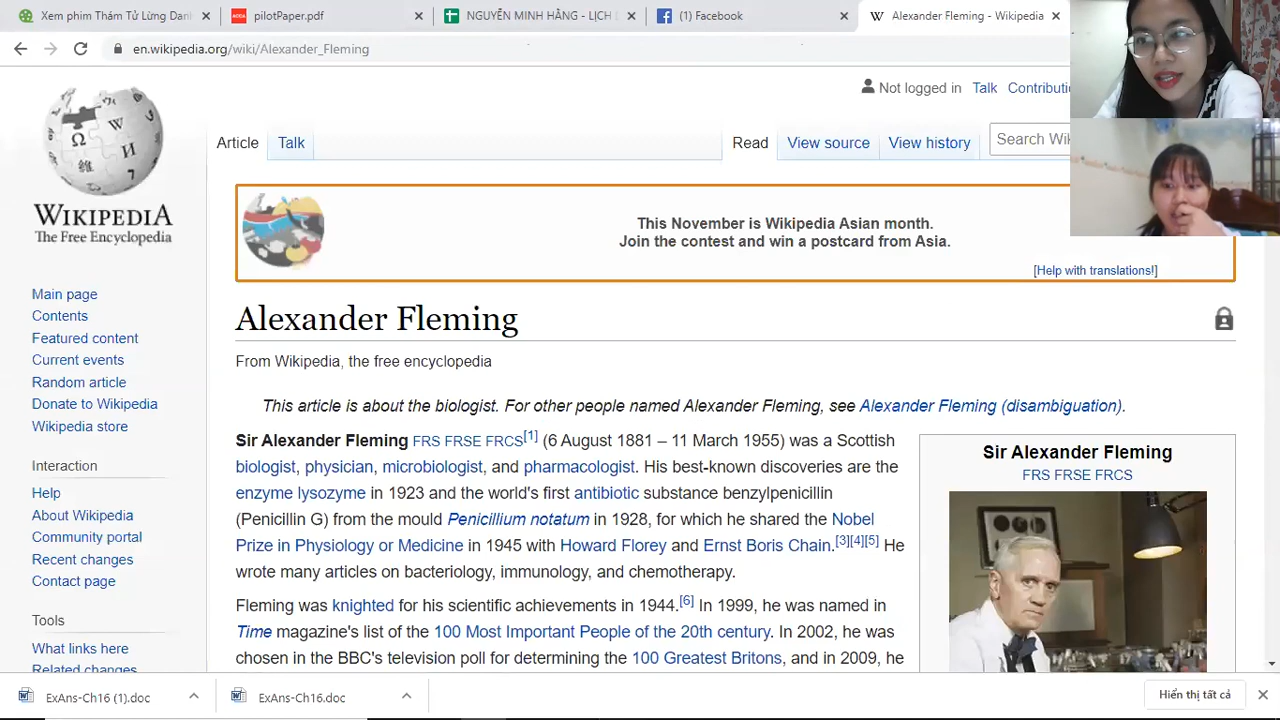 Xem phim Thám Tử Lừng Danh
ACCA
pilotPaper.pdf
NGUYỄN MINH HẰNG - LỊCH
(1) Facebook
W
Alexander Fleming - Wikipedia
en.wikipedia.org/wiki/Alexander_Fleming
Not logged in
Talk
Contributi
WIKIPEDIA
The Free Encyclopedia
Article
Talk
Read
View source
View history
Search Wik
This November is Wikipedia Asian month.
Join the contest and win a postcard from Asia.
[Help with translations!]
Main page
Contents
Featured content
Current events
Random article
Donate to Wikipedia
Wikipedia store
Interaction
Help
About Wikipedia
Community portal
Recent changes
Contact page
Tools
What links here
Related changes
Alexander Fleming
From Wikipedia, the free encyclopedia
This article is about the biologist. For other people named Alexander Fleming, see Alexander Fleming (disambiguation).
Sir Alexander Fleming FRS FRSE FRCS[1] (6 August 1881 – 11 March 1955) was a Scottish
biologist, physician, microbiologist, and pharmacologist. His best-known discoveries are the
enzyme lysozyme in 1923 and the world's first antibiotic substance benzylpenicillin
(Penicillin G) from the mould Penicillium notatum in 1928, for which he shared the Nobel
Prize in Physiology or Medicine in 1945 with Howard Florey and Ernst Boris Chain.[3][4][5] He
wrote many articles on bacteriology, immunology, and chemotherapy.
Fleming was knighted for his scientific achievements in 1944.[6] In 1999, he was named in
Time magazine's list of the 100 Most Important People of the 20th century. In 2002, he was
chosen in the BBC's television poll for determining the 100 Greatest Britons, and in 2009, he
Sir Alexander Fleming
FRS FRSE FRCS
ExAns-Ch16 (1).doc
ExAns-Ch16.doc
Hiển thị tất cả